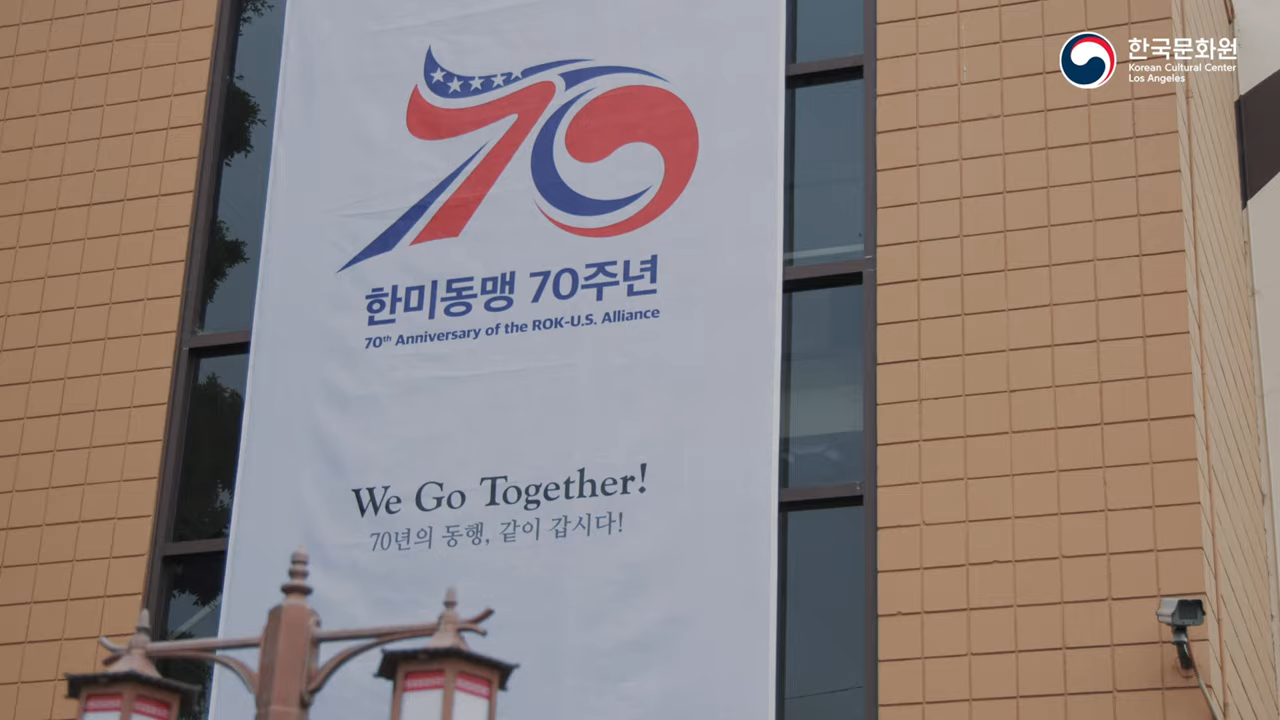 70
한미동맹 70주년
70th Anniversary of the ROK-U.S. Alliance
We Go Together!
70년의 동행, 같이 갑시다!
한국문화원
Korean Cultural Center
Los Angeles